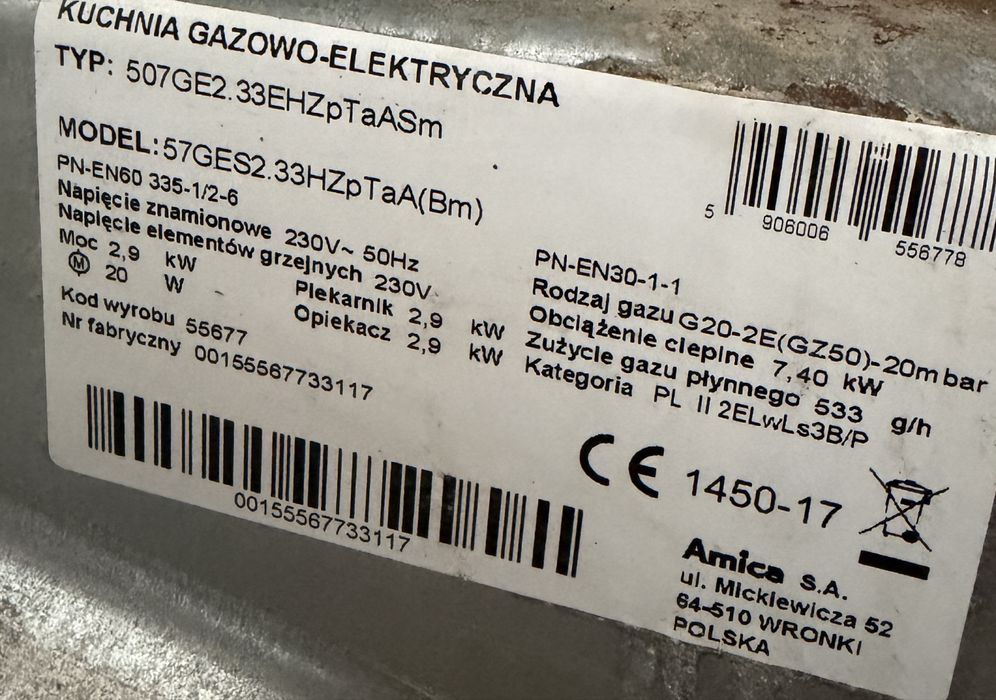 KUCHNIA GAZOWO-ELEKTRYCZNA
TYP: 507GE2.33EHZpTaASm
MODEL: 57GES2.33HZpTaA(Bm)
PN-EN60 335-1/2-6
Napięcie znamionowe 230V~ 50Hz
Napięcie elementów grzejnych 230V
Moc 2,9 kW Piekarnik 2,9 kW
M 20 W Opiekacz 2,9 kW
Kod wyrobu 55677
Nr fabryczny 00155567733117
00155567733117
5 906006 556778
PN-EN30-1-1
Rodzaj gazu G20-2E(GZ50)-20mbar
Obciążenie cieplne 7,40 kW
Zużycie gazu płynnego 533 g/h
Kategoria PL II 2ELwLs3B/P
CE 1450-17
Amica S.A.
ul. Mickiewicza 52
64-510 WRONKI
POLSKA